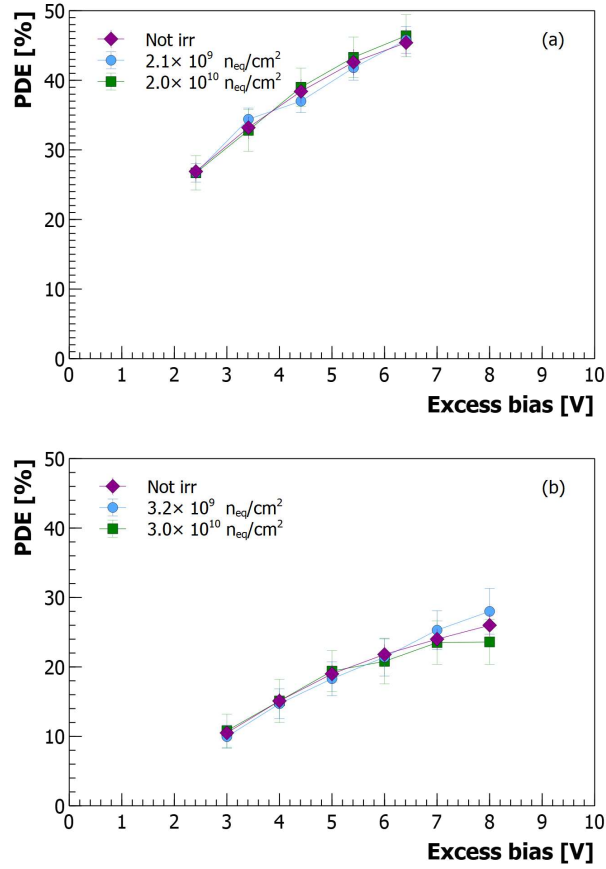 PDE [%]
50
40
30
20
10
0
Not irr
2.1× 10⁹ n_eq/cm²
2.0× 10¹⁰ n_eq/cm²
(a)
0 1 2 3 4 5 6 7 8 9 10
Excess bias [V]
PDE [%]
50
40
30
20
10
0
Not irr
3.2× 10⁹ n_eq/cm²
3.0× 10¹⁰ n_eq/cm²
(b)
0 1 2 3 4 5 6 7 8 9 10
Excess bias [V]